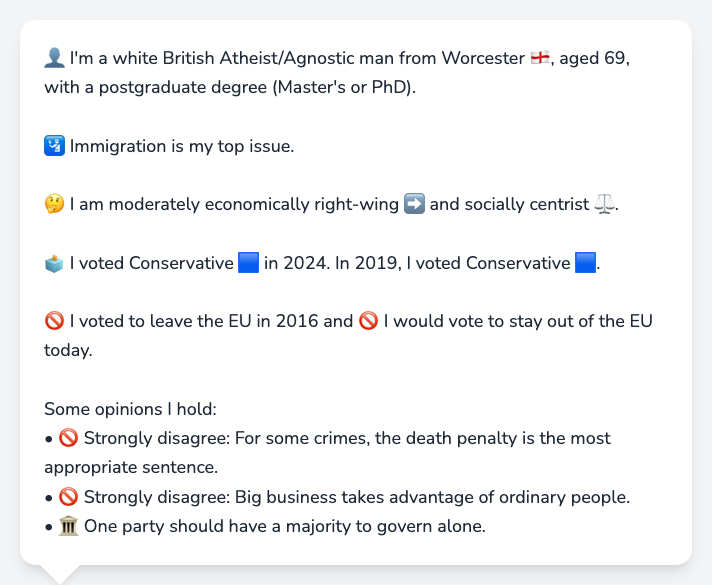 👤 I'm a white British Atheist/Agnostic man from Worcester 🏴󠁧󠁢󠁥󠁮󠁧󠁿, aged 69,
with a postgraduate degree (Master's or PhD).
🛂 Immigration is my top issue.
🤔 I am moderately economically right-wing ➡️ and socially centrist ⚖️.
🗳️ I voted Conservative 🟦 in 2024. In 2019, I voted Conservative 🟦.
🚫 I voted to leave the EU in 2016 and 🚫 I would vote to stay out of the EU
today.
Some opinions I hold:
• 🚫 Strongly disagree: For some crimes, the death penalty is the most
appropriate sentence.
• 🚫 Strongly disagree: Big business takes advantage of ordinary people.
• 🏛️ One party should have a majority to govern alone.